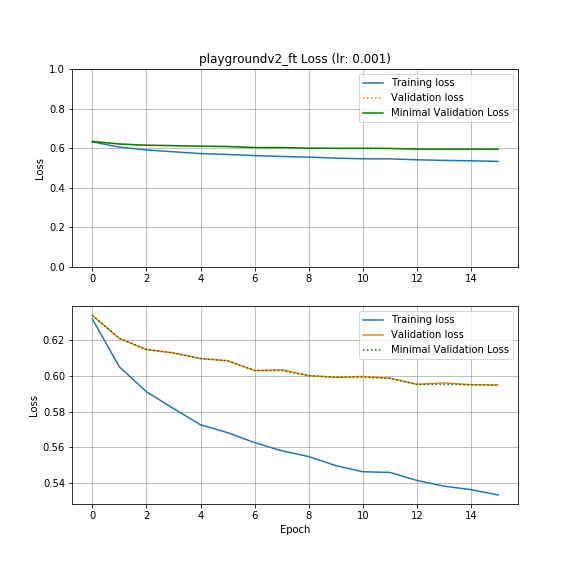 playgroundv2_ft Loss (lr: 0.001)
1.0
0.8
0.6
0.4
0.2
0.0
Loss
Training loss
Validation loss
Minimal Validation Loss
0 2 4 6 8 10 12 14
0.62
0.60
0.58
0.56
0.54
Loss
Training loss
Validation loss
Minimal Validation Loss
0 2 4 6 8 10 12 14
Epoch